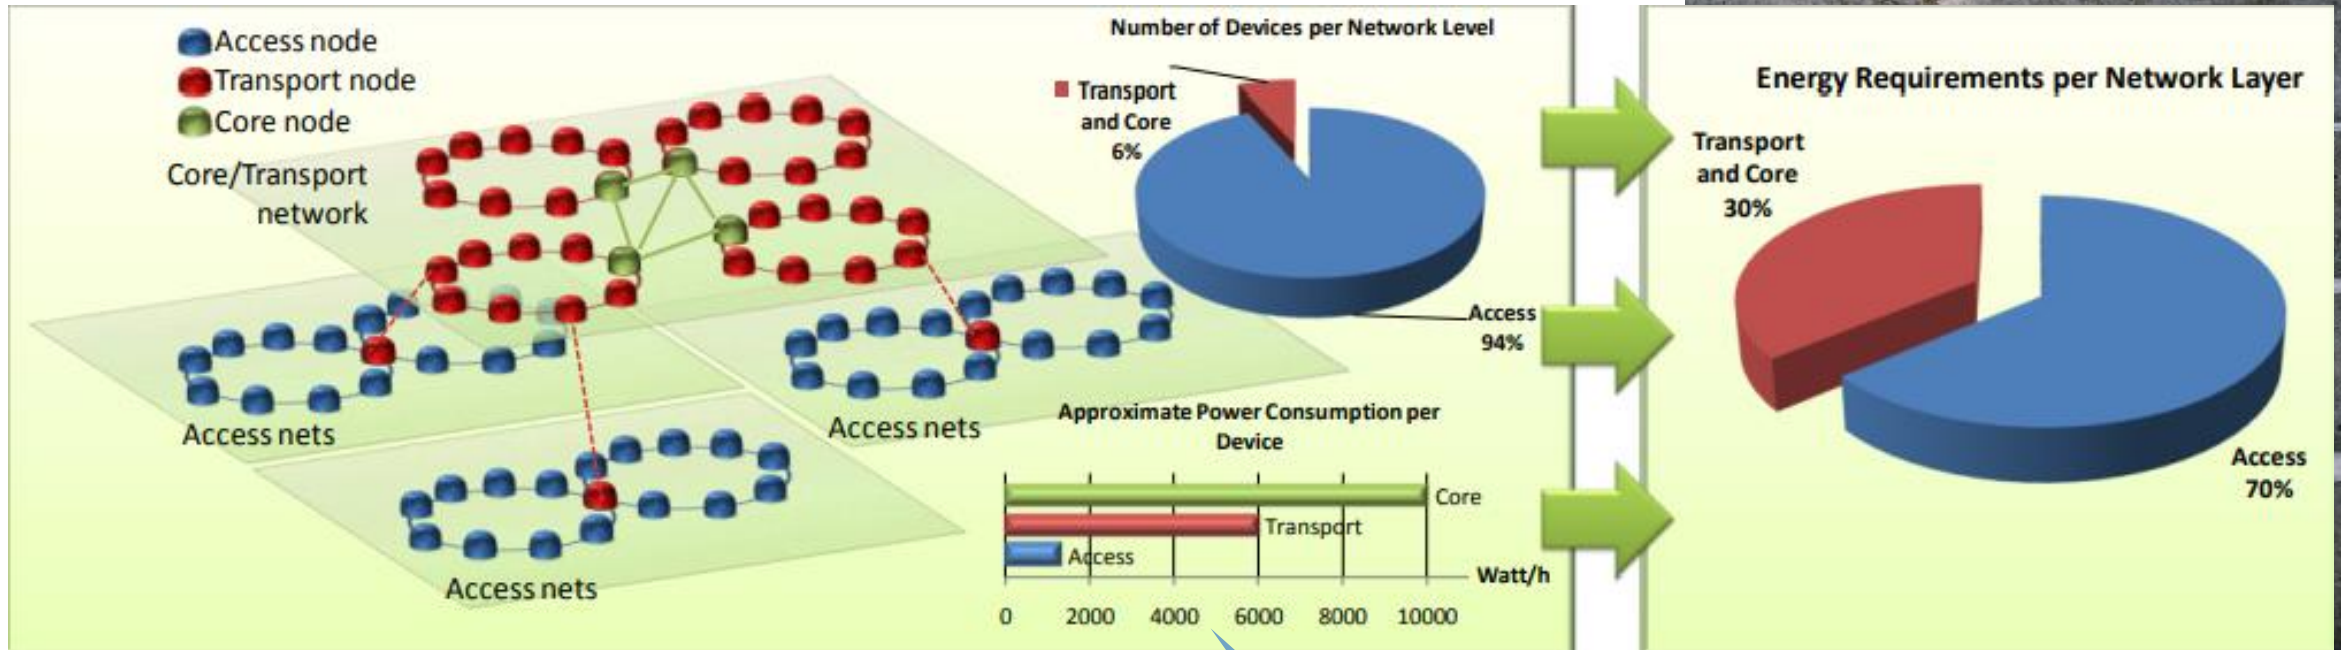 Access node
Transport node
Core node
Core/Transport
network
Access nets
Access nets
Access nets
Number of Devices per Network Level
Transport
and Core
6%
Access
94%
Approximate Power Consumption per
Device
Core
Transport
Access
Watt/h
0 2000 4000 6000 8000 10000
Energy Requirements per Network Layer
Transport
and Core
30%
Access
70%